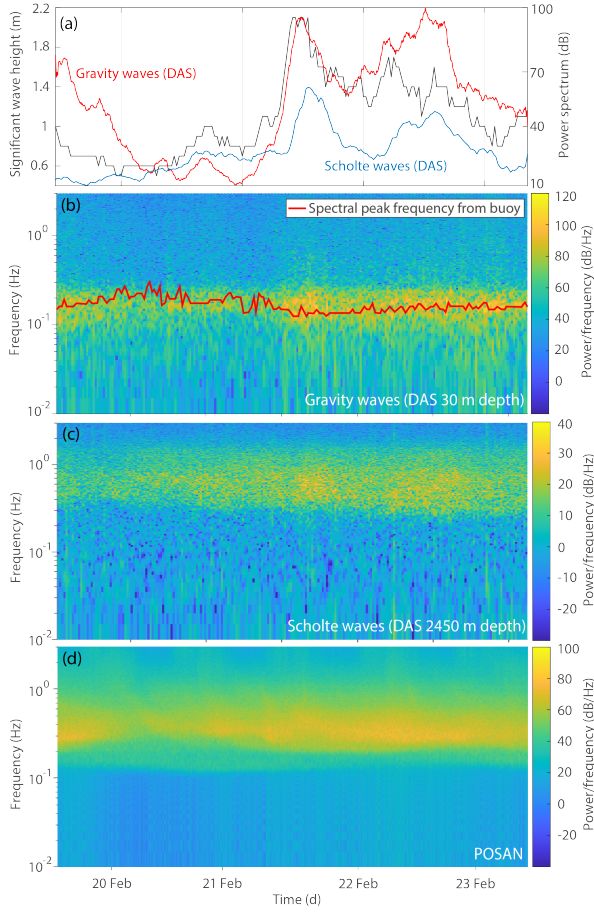 (a)
Significant wave height (m)
2.2
1.8
1.4
1
0.6
Gravity waves (DAS)
Scholte waves (DAS)
100
70
40
10
Power spectrum (dB)
(b)
Spectral peak frequency from buoy
Frequency (Hz)
10⁰
10⁻¹
10⁻²
Gravity waves (DAS 30 m depth)
120
100
80
60
40
20
0
Power/frequency (dB/Hz)
(c)
Frequency (Hz)
10⁰
10⁻¹
10⁻²
Scholte waves (DAS 2450 m depth)
40
30
20
10
0
-10
-20
Power/frequency (dB/Hz)
(d)
Frequency (Hz)
10⁰
10⁻¹
10⁻²
POSAN
100
80
60
40
20
0
-20
Power/frequency (dB/Hz)
20 Feb
21 Feb
22 Feb
23 Feb
Time (d)